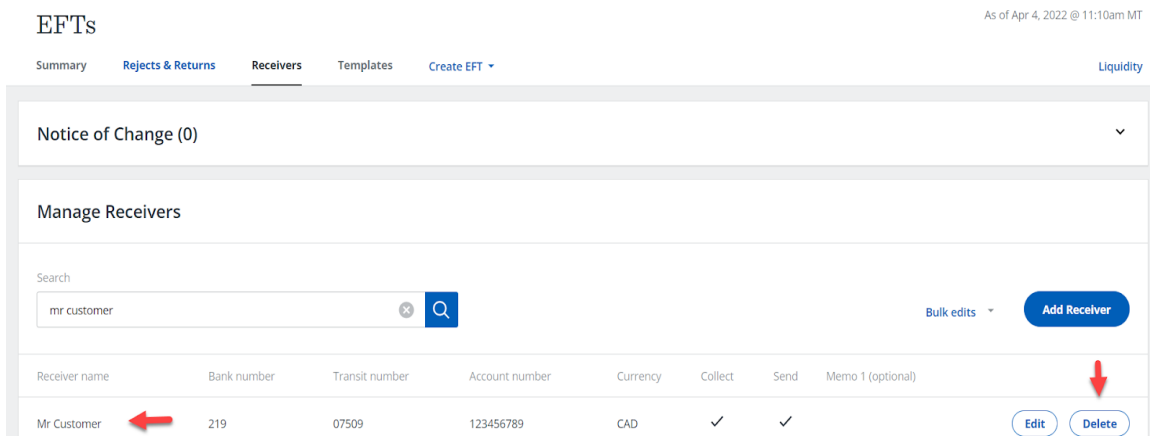 As of Apr 4, 2022 @ 11:10am MT
EFTs
Summary Rejects & Returns Receivers Templates Create EFT Liquidity
Notice of Change (0)
Manage Receivers
Search
mr customer
Bulk edits Add Receiver
Receiver name Bank number Transit number Account number Currency Collect Send Memo 1 (optional)
Mr Customer 219 07509 123456789 CAD ✓ ✓ Edit Delete